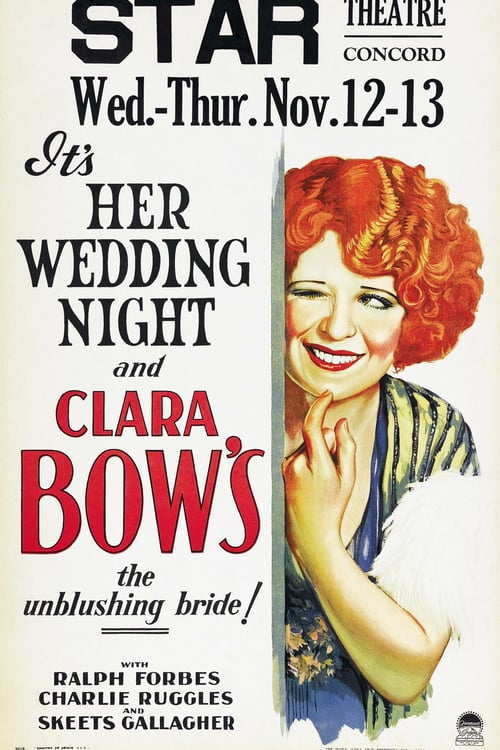 STAR
THEATRE
CONCORD
Wed.-Thur. Nov. 12-13
It's
HER
WEDDING
NIGHT
and
CLARA
BOW'S
the
unblushing bride!
WITH
RALPH FORBES
CHARLIE RUGGLES
AND
SKEETS GALLAGHER